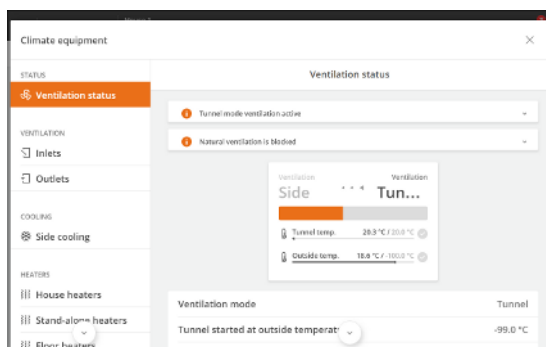 Climate equipment
STATUS
Ventilation status
VENTILATION
Inlets
Outlets
COOLING
Side cooling
HEATERS
House heaters
Stand-alone heaters
Floor heaters
Ventilation status
Tunnel mode ventilation active
Natural ventilation is blocked
Ventilation
Side
Ventilation
Tun...
Tunnel temp. 20.3 °C / 20.0 °C
Outside temp. 18.6 °C / -100.0 °C
Ventilation mode Tunnel
Tunnel started at outside temperat -99.0 °C